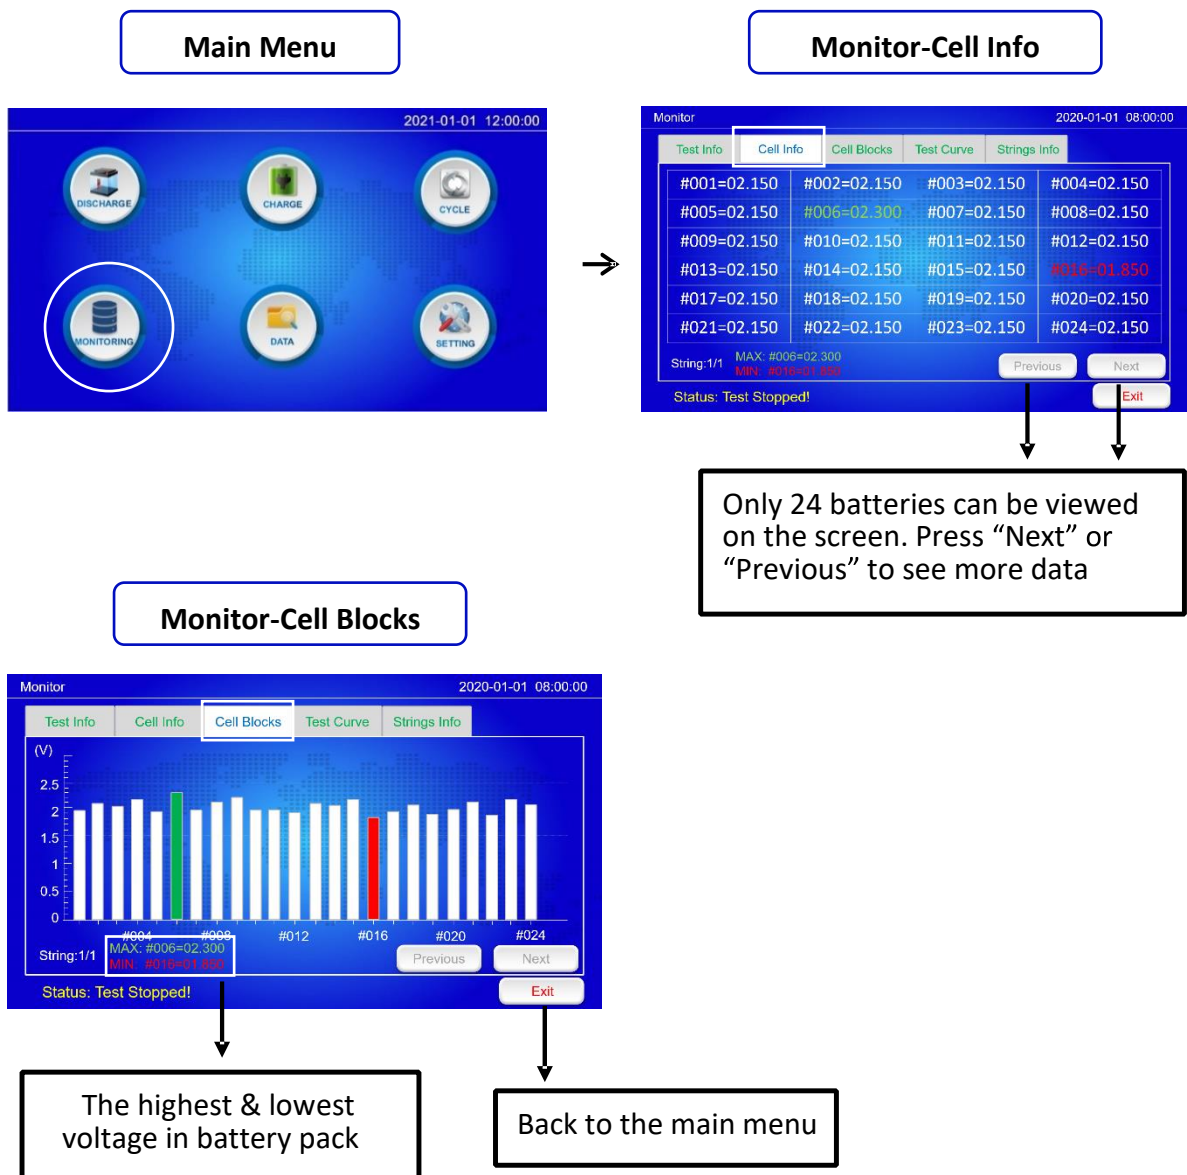 Main Menu
Monitor-Cell Info
2021-01-01 12:00:00
DISCHARGE
CHARGE
CYCLE
MONITORING
DATA
SETTING
Monitor 2020-01-01 08:00:00
Test Info Cell Info Cell Blocks Test Curve Strings Info
#001=02.150 #002=02.150 #003=02.150 #004=02.150
#005=02.150 #006=02.300 #007=02.150 #008=02.150
#009=02.150 #010=02.150 #011=02.150 #012=02.150
#013=02.150 #014=02.150 #015=02.150 #016=01.850
#017=02.150 #018=02.150 #019=02.150 #020=02.150
#021=02.150 #022=02.150 #023=02.150 #024=02.150
String:1/1
MAX: #006=02.300
MIN: #016=01.850
Previous Next
Status: Test Stopped! Exit
Only 24 batteries can be viewed
on the screen. Press “Next” or
“Previous” to see more data
Monitor-Cell Blocks
Monitor 2020-01-01 08:00:00
Test Info Cell Info Cell Blocks Test Curve Strings Info
(V)
2.5
2
1.5
1
0.5
0
#004 #008 #012 #016 #020 #024
String:1/1
MAX: #006=02.300
MIN: #016=01.850
Previous Next
Status: Test Stopped! Exit
The highest & lowest
voltage in battery pack
Back to the main menu